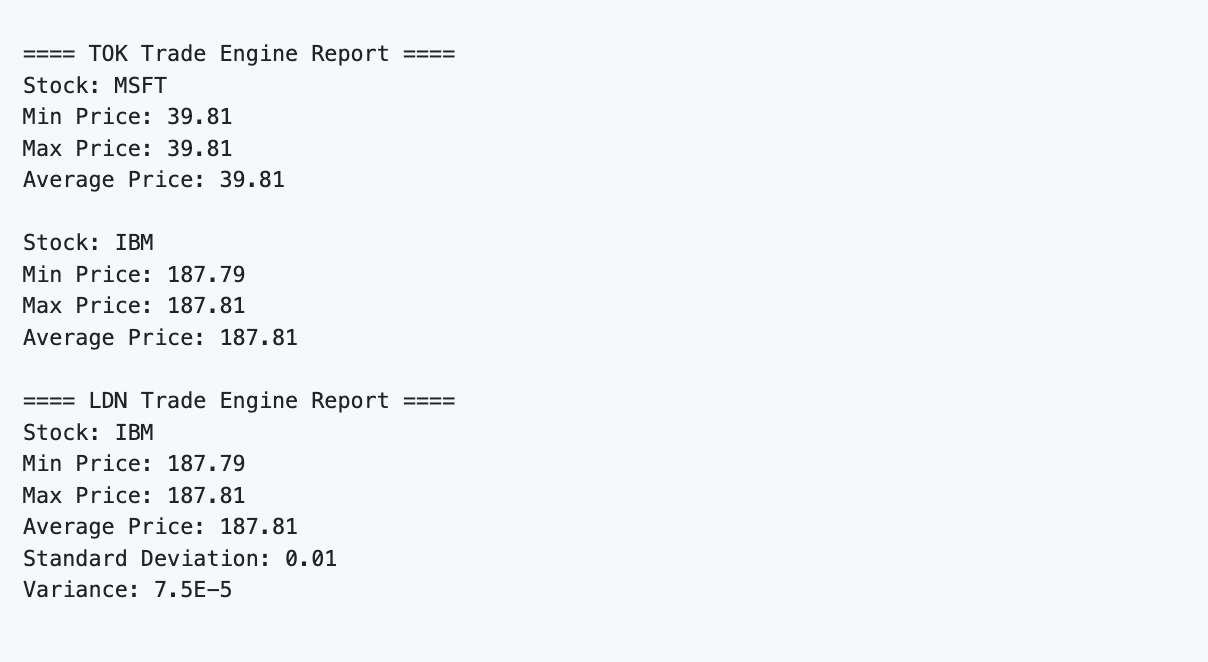 ==== TOK Trade Engine Report ====
Stock: MSFT
Min Price: 39.81
Max Price: 39.81
Average Price: 39.81
Stock: IBM
Min Price: 187.79
Max Price: 187.81
Average Price: 187.81
==== LDN Trade Engine Report ====
Stock: IBM
Min Price: 187.79
Max Price: 187.81
Average Price: 187.81
Standard Deviation: 0.01
Variance: 7.5E-5